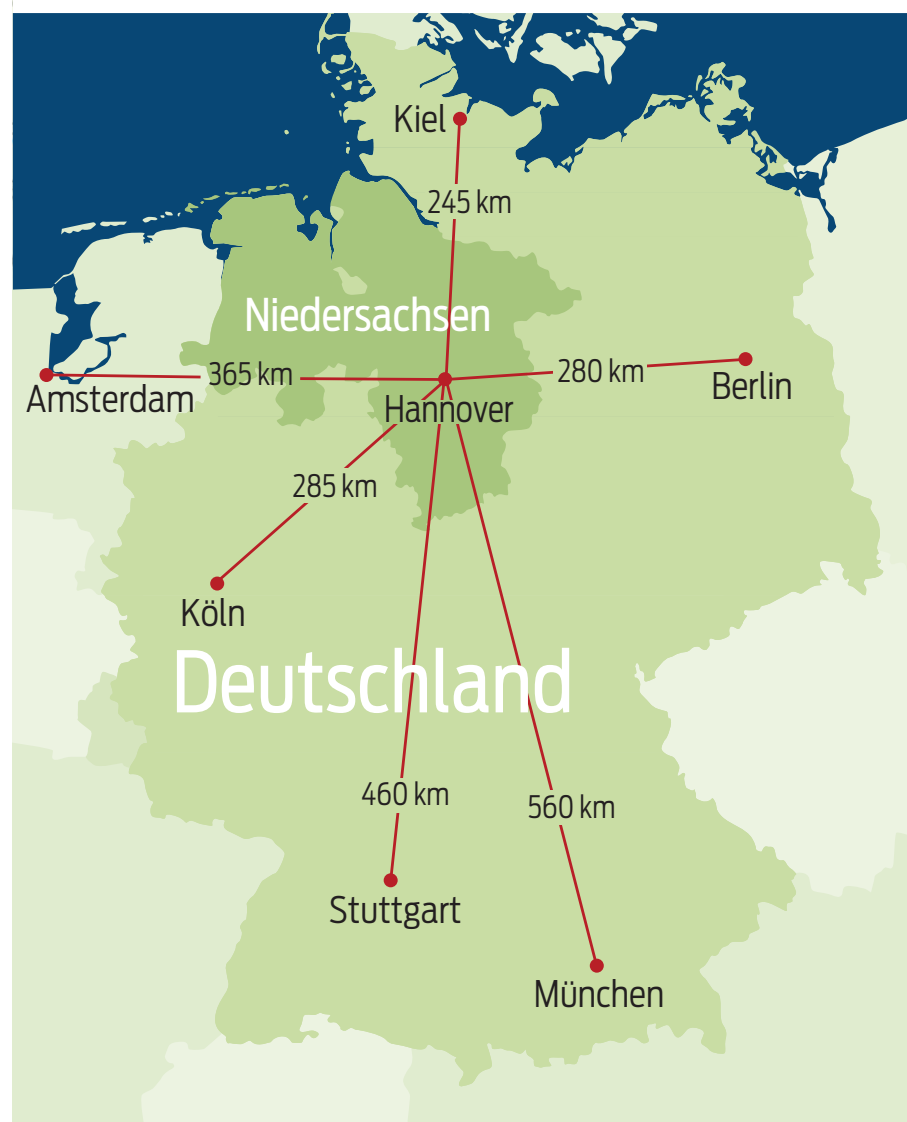 Kiel
245 km
Niedersachsen
365 km
280 km
Amsterdam
Hannover
Berlin
285 km
Köln
Deutschland
460 km
560 km
Stuttgart
München